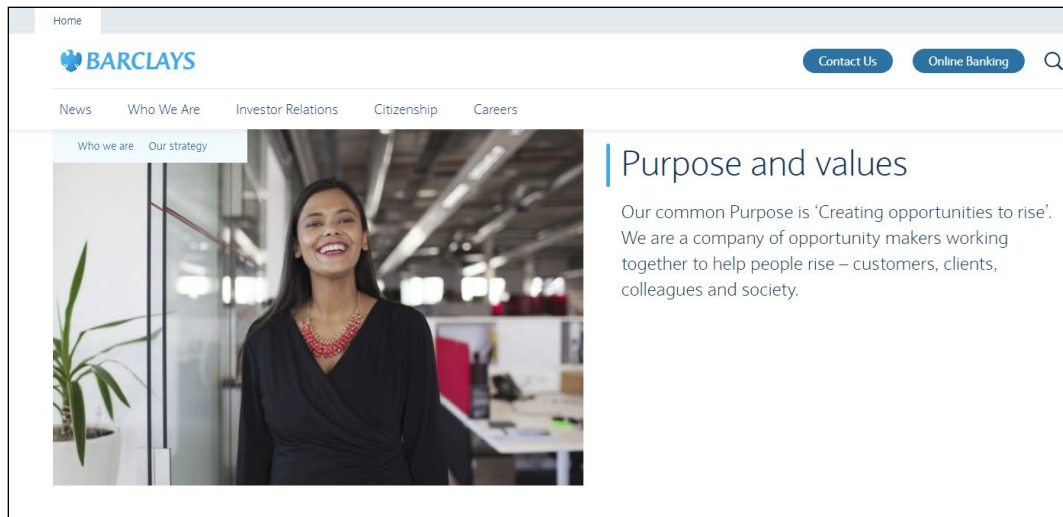 Home
BARCLAYS
Contact Us
Online Banking
News
Who We Are
Investor Relations
Citizenship
Careers
Who we are
Our strategy
Purpose and values
Our common Purpose is ‘Creating opportunities to rise’.
We are a company of opportunity makers working
together to help people rise – customers, clients,
colleagues and society.